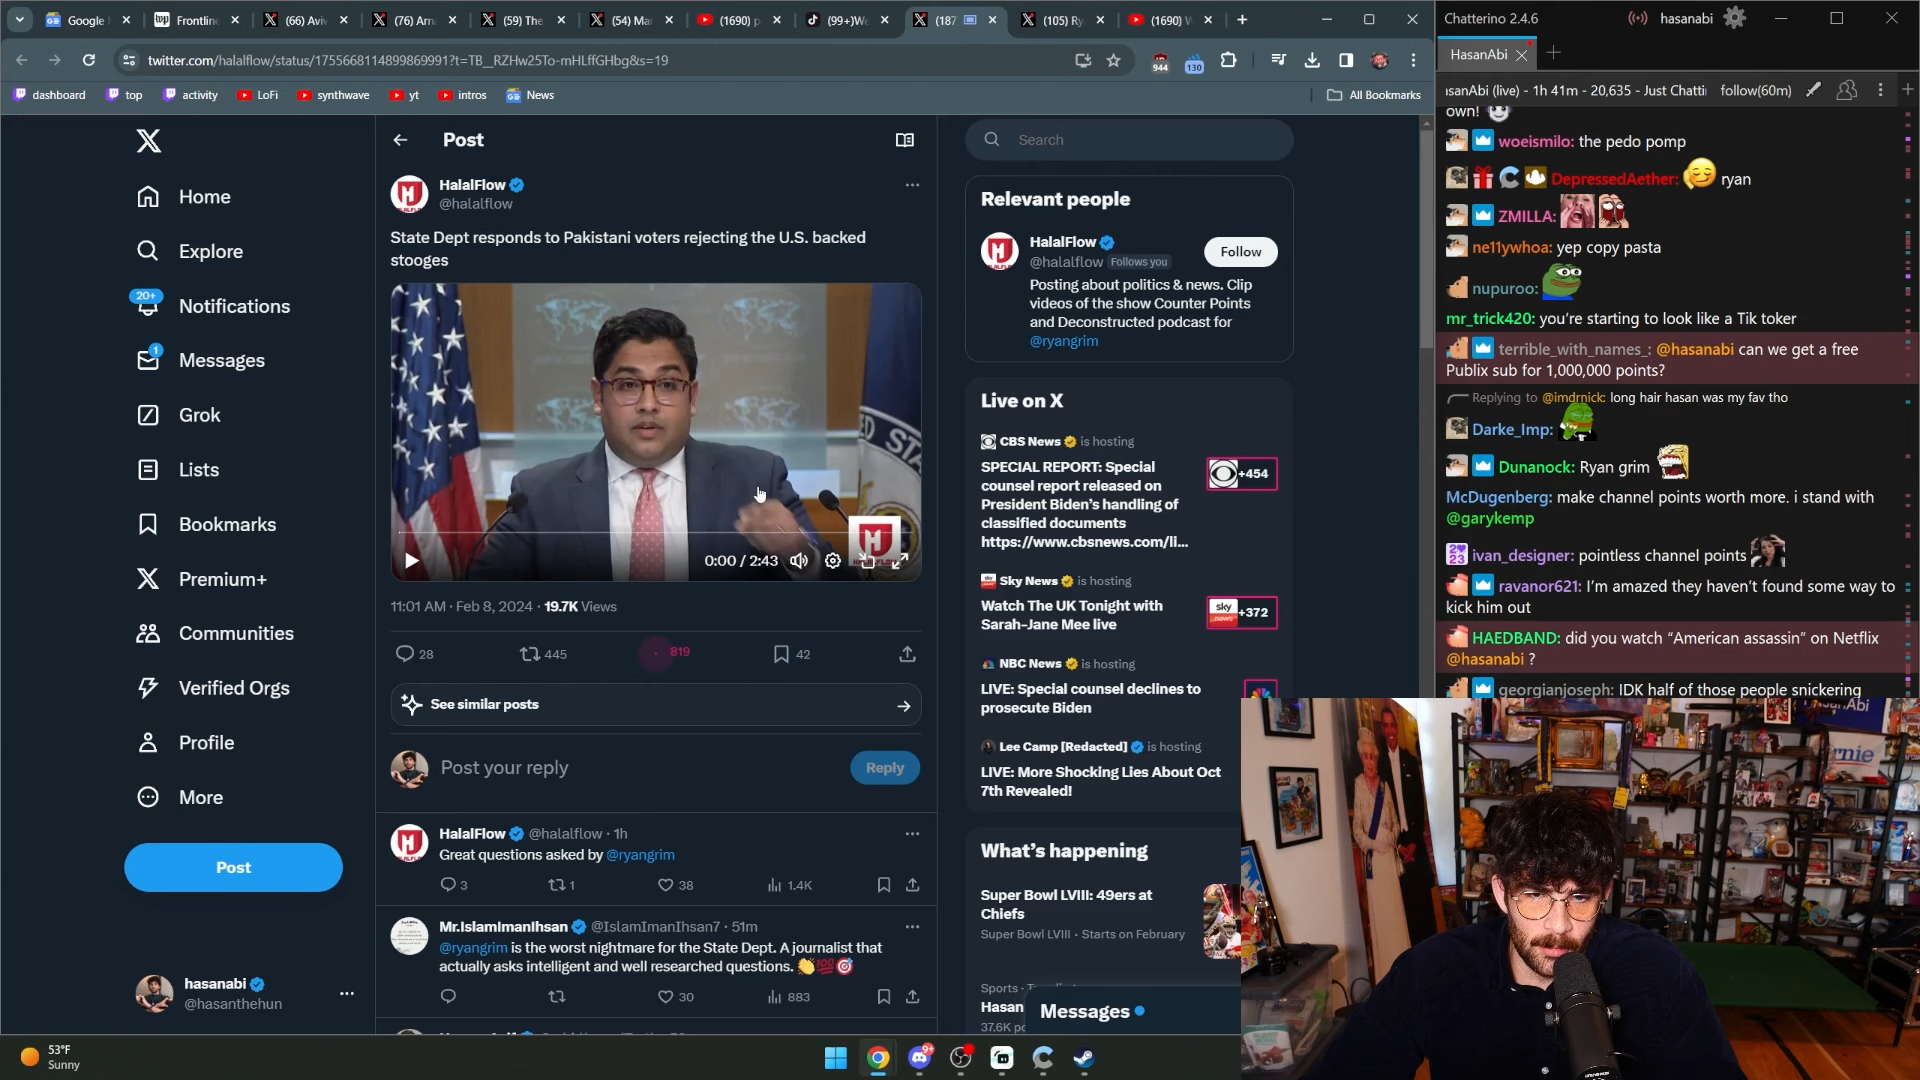 Google
Frontline
(66) Aviv
(76) Arna
(59) The
(54) Ma
(1690) p
(99+)We
(187
(105) Ry
(1690) V
twitter.com/halalflow/status/1755668114899869991?t=TB__RZHw25To-mHLffGHbg&s=19
944
130
dashboard
top
activity
LoFi
synthwave
yt
intros
News
All Bookmarks
Home
Explore
20+
Notifications
1
Messages
Grok
Lists
Bookmarks
Premium+
Communities
Verified Orgs
Profile
More
Post
hasanabi
@hasanthehun
Post
HalalFlow
@halalflow
State Dept responds to Pakistani voters rejecting the U.S. backed
stooges
0:00 / 2:43
11:01 AM · Feb 8, 2024 · 19.7K Views
28
445
819
42
See similar posts
Post your reply
Reply
HalalFlow @halalflow · 1h
Great questions asked by @ryangrim
3
1
38
1.4K
Mr.IslamImanIhsan @IslamImanIhsan7 · 51m
@ryangrim is the worst nightmare for the State Dept. A journalist that
actually asks intelligent and well researched questions.
30
883
Search
Relevant people
HalalFlow
@halalflow Follows you
Follow
Posting about politics & news. Clip
videos of the show Counter Points
and Deconstructed podcast for
@ryangrim
Live on X
CBS News is hosting
SPECIAL REPORT: Special
counsel report released on
President Biden's handling of
classified documents
https://www.cbsnews.com/li...
+454
Sky News is hosting
Watch The UK Tonight with
Sarah-Jane Mee live
sky news
+372
NBC News is hosting
LIVE: Special counsel declines to
prosecute Biden
Lee Camp [Redacted] is hosting
LIVE: More Shocking Lies About Oct
7th Revealed!
What's happening
Super Bowl LVIII: 49ers at
Chiefs
Super Bowl LVIII · Starts on February
Sports ·
Hasan
37.6K
Messages
Chatterino 2.4.6
hasanabi
HasanAbi
HasanAbi (live) - 1h 41m - 20,635 - Just Chatti
follow(60m)
own!
woeismilo: the pedo pomp
DepressedAether: ryan
ZMILLA:
ne11ywhoa: yep copy pasta
nupuroo:
mr_trick420: you're starting to look like a Tik toker
terrible_with_names_: @hasanabi can we get a free
Publix sub for 1,000,000 points?
Replying to @imdrnick: long hair hasan was my fav tho
Darke_Imp:
Dunanock: Ryan grim
McDugenberg: make channel points worth more. i stand with
@garykemp
ivan_designer: pointless channel points
ravanor621: I'm amazed they haven't found some way to
kick him out
HAEDBAND: did you watch "American assassin" on Netflix
@hasanabi ?
georgianjoseph: IDK half of those people snickering
53°F
Sunny
9+